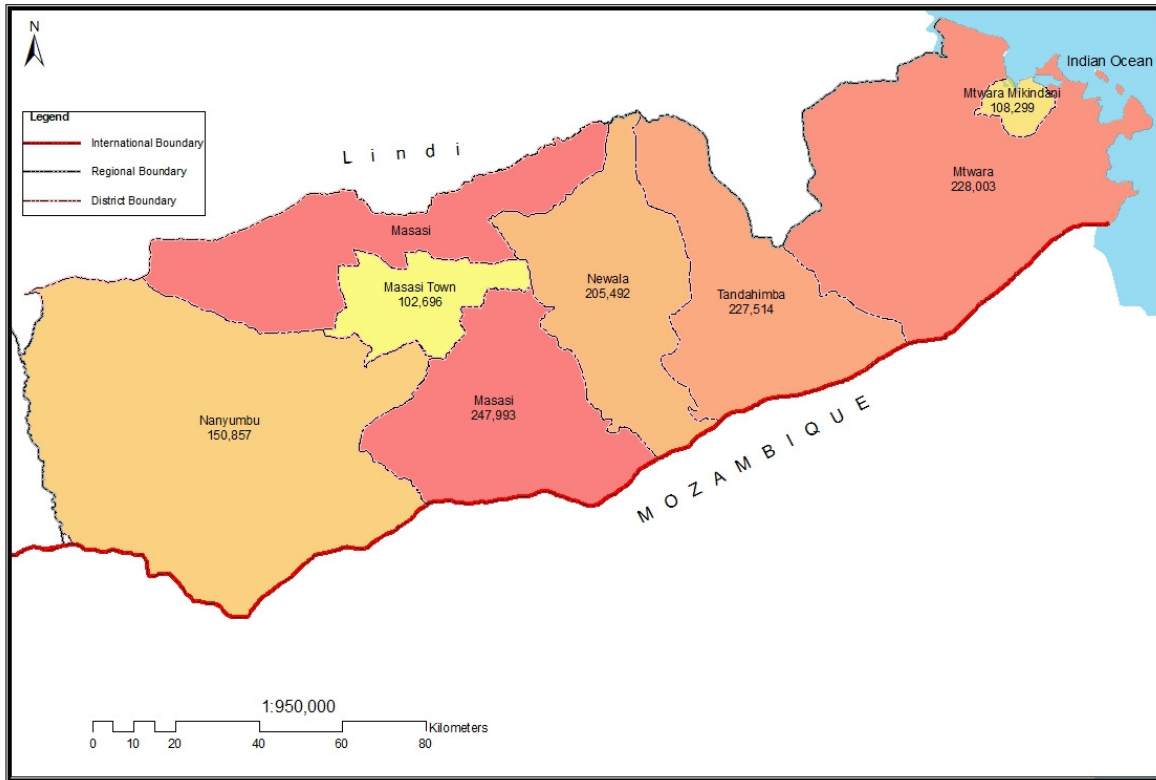 N
Indian Ocean
Mtwara Mikindani
108,299
Legend
International Boundary
Regional Boundary
District Boundary
Lindi
Mtwara
228,003
Masasi
Masasi Town
102,696
Newala
205,492
Tandahimba
227,514
Masasi
247,993
Nanyumbu
150,857
MOZAMBIQUE
1:950,000
Kilometers
0 10 20 40 60 80